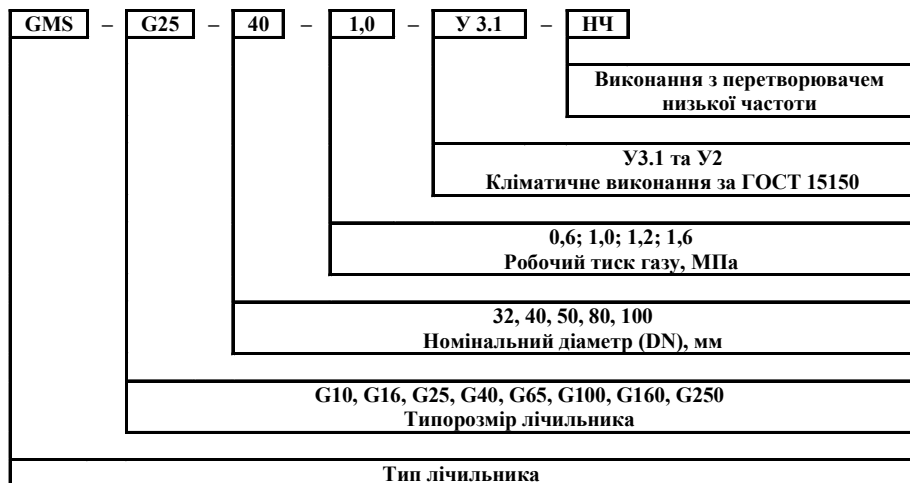 GMS – G25 – 40 – 1,0 – У 3.1 – НЧ
Виконання з перетворювачем
низької частоти
У3.1 та У2
Кліматичне виконання за ГОСТ 15150
0,6; 1,0; 1,2; 1,6
Робочий тиск газу, МПа
32, 40, 50, 80, 100
Номінальний діаметр (DN), мм
G10, G16, G25, G40, G65, G100, G160, G250
Типорозмір лічильника
Тип лічильника